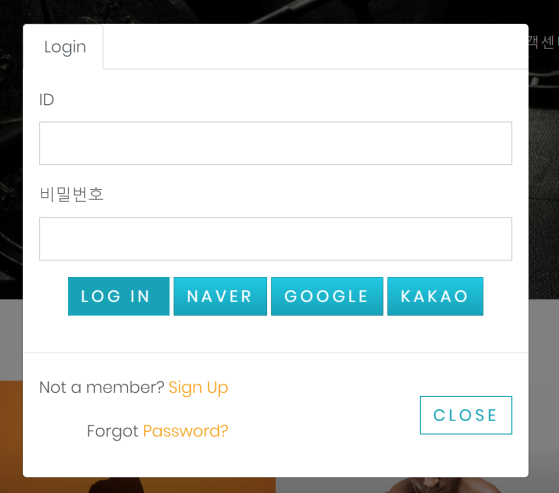 Login
ID
비밀번호
LOG IN NAVER GOOGLE KAKAO
Not a member? Sign Up
Forgot Password?
CLOSE